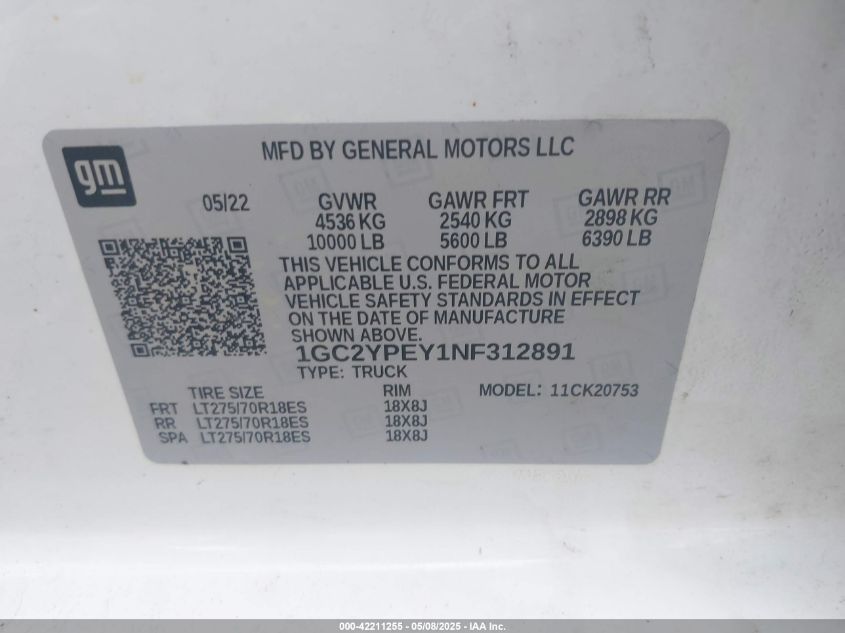 gm
MFD BY GENERAL MOTORS LLC
05/22 GVWR GAWR FRT GAWR RR
4536 KG 2540 KG 2898 KG
10000 LB 5600 LB 6390 LB
THIS VEHICLE CONFORMS TO ALL
APPLICABLE U.S. FEDERAL MOTOR
VEHICLE SAFETY STANDARDS IN EFFECT
ON THE DATE OF MANUFACTURE
SHOWN ABOVE.
1GC2YPEY1NF312891
TYPE: TRUCK
TIRE SIZE RIM MODEL: 11CK20753
FRT LT275/70R18ES 18X8J
RR LT275/70R18ES 18X8J
SPA LT275/70R18ES 18X8J
000-42211255 - 05/08/2025 - IAA Inc.